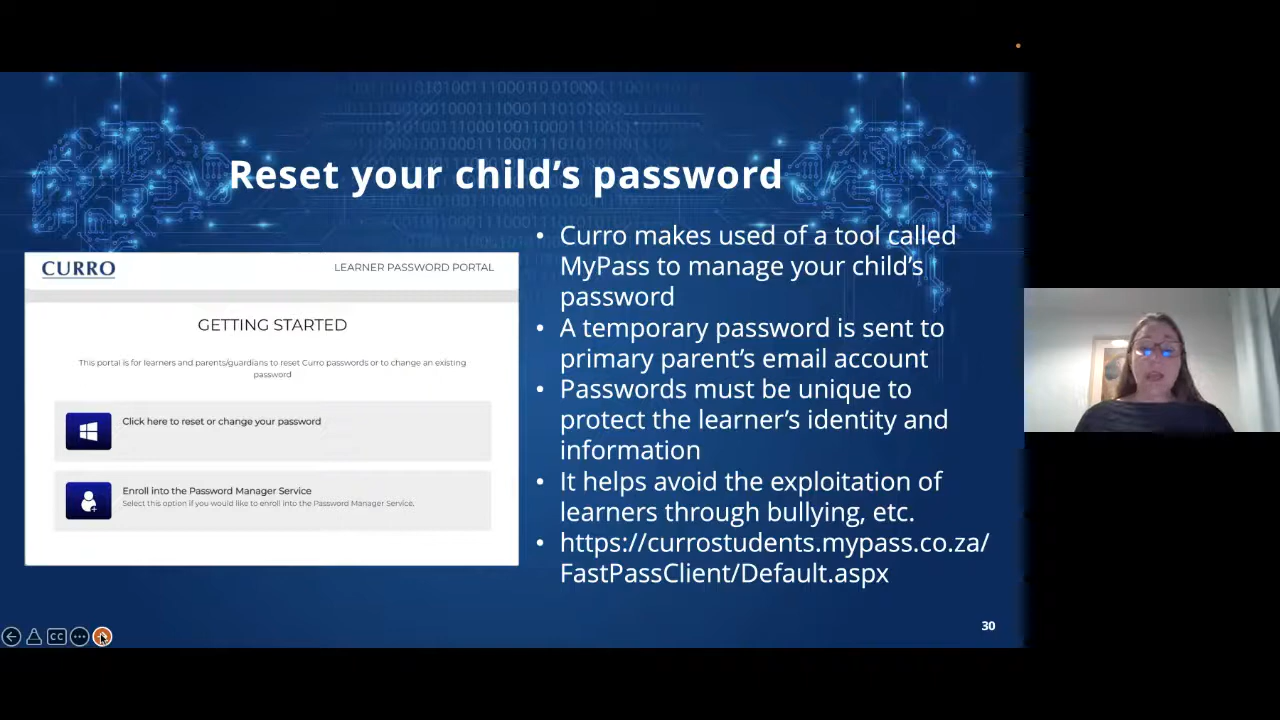 Reset your child's password
CURRO
LEARNER PASSWORD PORTAL
GETTING STARTED
This portal is for learners and parents/guardians to reset Curro passwords or to change an existing
password
Click here to reset or change your password
Enroll into the Password Manager Service
Select this option if you would like to enroll into the Password Manager Service.
• Curro makes used of a tool called
MyPass to manage your child's
password
• A temporary password is sent to
primary parent's email account
• Passwords must be unique to
protect the learner's identity and
information
• It helps avoid the exploitation of
learners through bullying, etc.
• https://currostudents.mypass.co.za/
FastPassClient/Default.aspx
30
CC